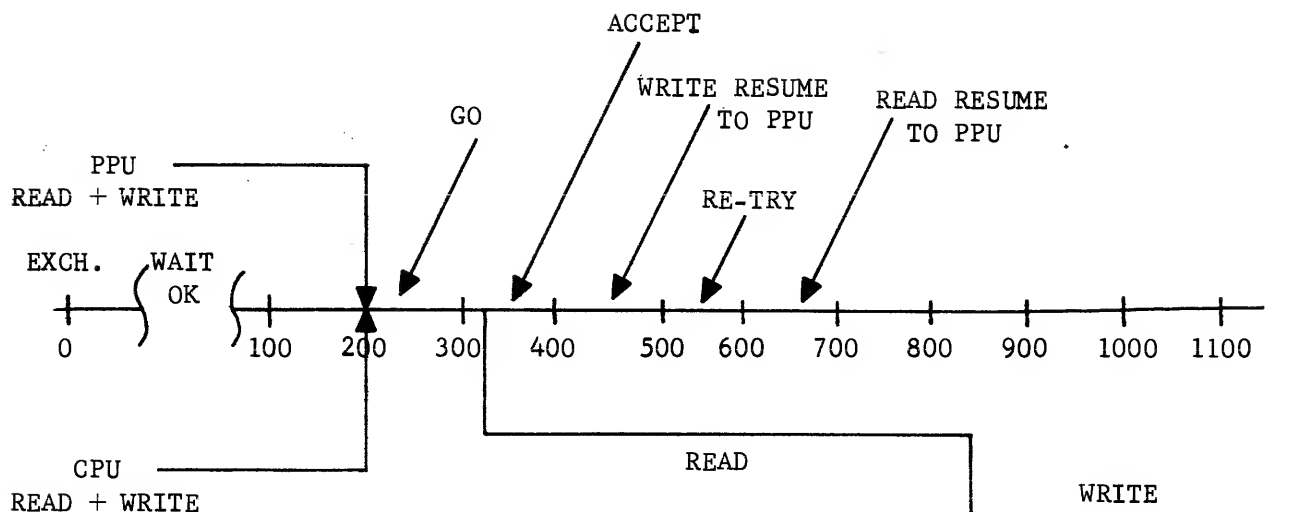 ACCEPT
WRITE RESUME
TO PPU
READ RESUME
TO PPU
GO
PPU
READ + WRITE
RE-TRY
EXCH.
WAIT
OK
0 100 200 300 400 500 600 700 800 900 1000 1100
READ
CPU
READ + WRITE
WRITE